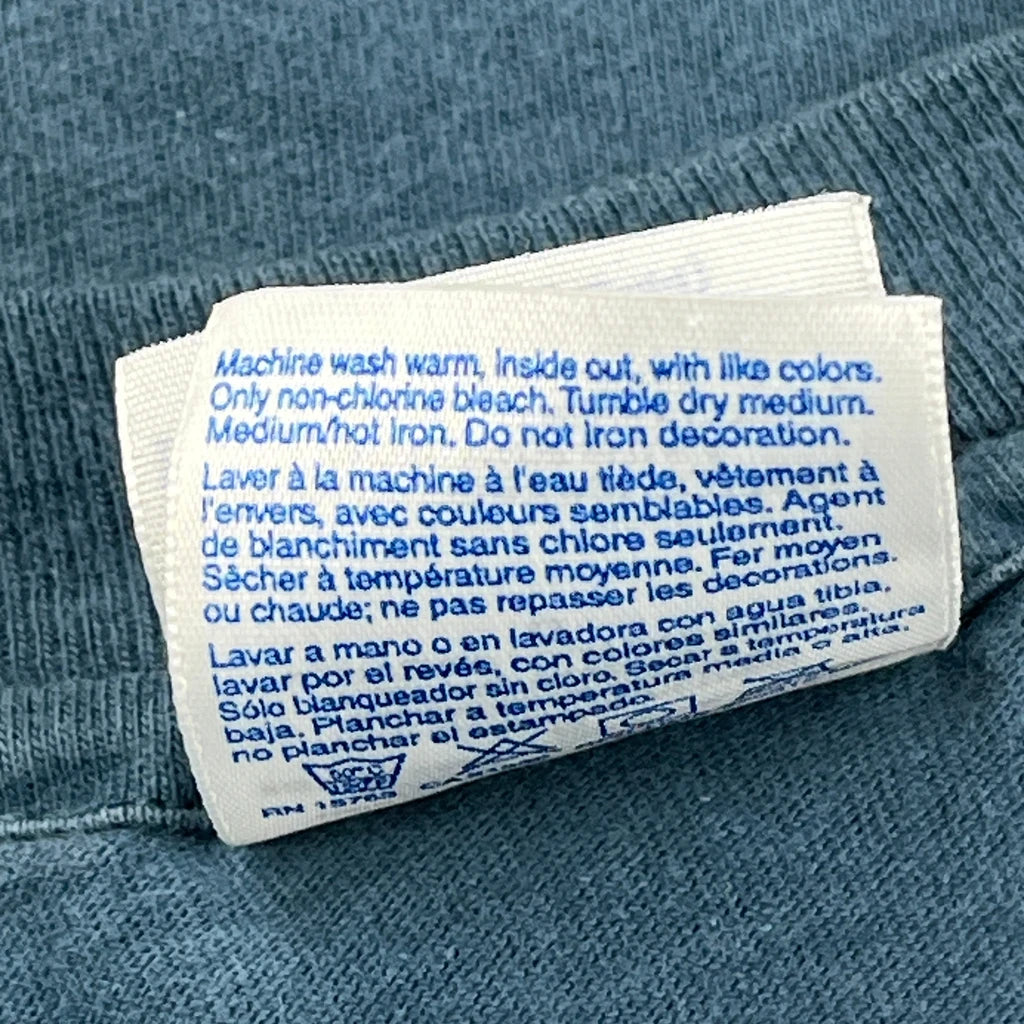 Machine wash warm, inside out, with like colors.
Only non-chlorine bleach. Tumble dry medium.
Medium/hot iron. Do not iron decoration.
Laver à la machine à l'eau tiède, vêtement à
l'envers, avec couleurs semblables. Agent
de blanchiment sans chlore seulement.
Sècher à température moyenne. Fer moyen
ou chaude; ne pas repasser les decorations.
Lavar a mano o en lavadora con agua tibia,
lavar por el revés, con colores similares.
Sólo blanqueador sin cloro. Secar a temperatura
baja. Planchar a temperatura media o alta.
no planchar el estampado.
RN 15763